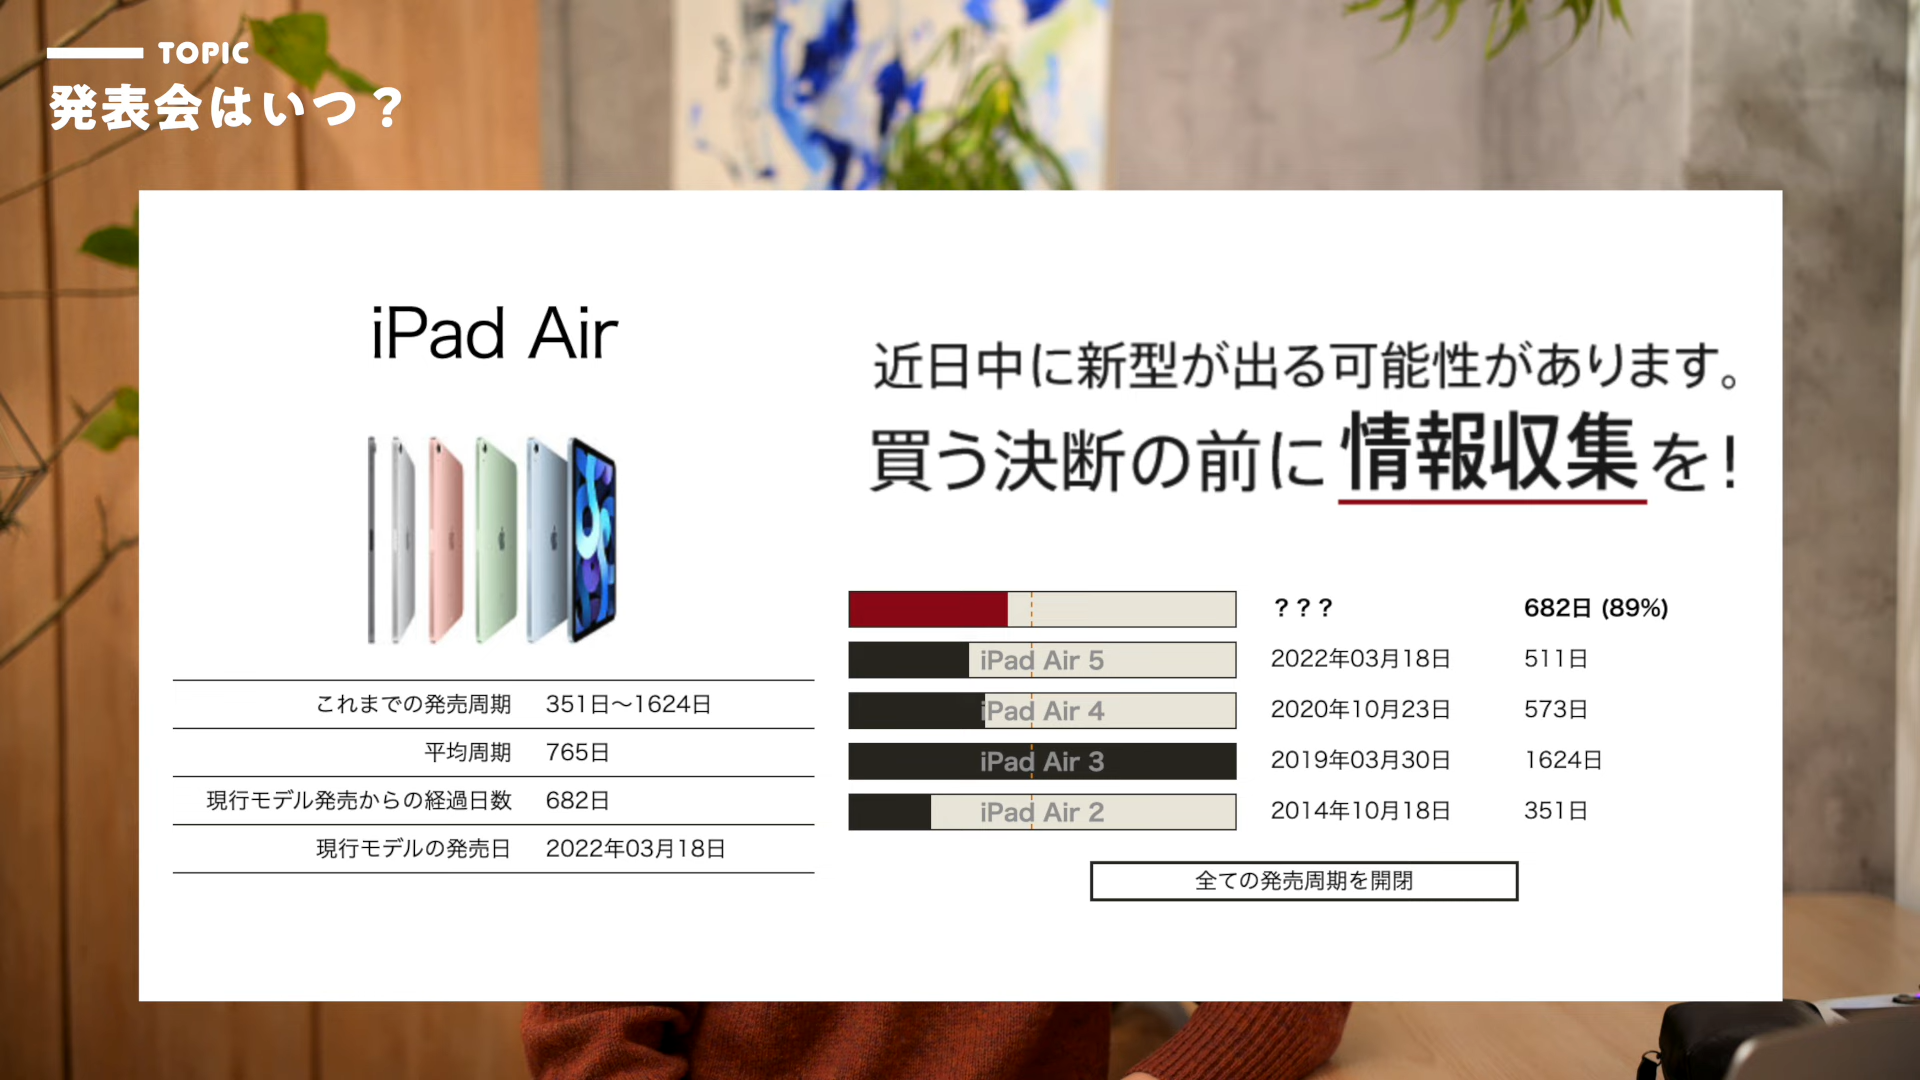 TOPIC
発表会はいつ？
iPad Air
これまでの発売周期 351日〜1624日
平均周期 765日
現行モデル発売からの経過日数 682日
現行モデルの発売日 2022年03月18日
近日中に新型が出る可能性があります。
買う決断の前に情報収集を!
？？？ 682日 (89%)
iPad Air 5 2022年03月18日 511日
iPad Air 4 2020年10月23日 573日
iPad Air 3 2019年03月30日 1624日
iPad Air 2 2014年10月18日 351日
全ての発売周期を開閉